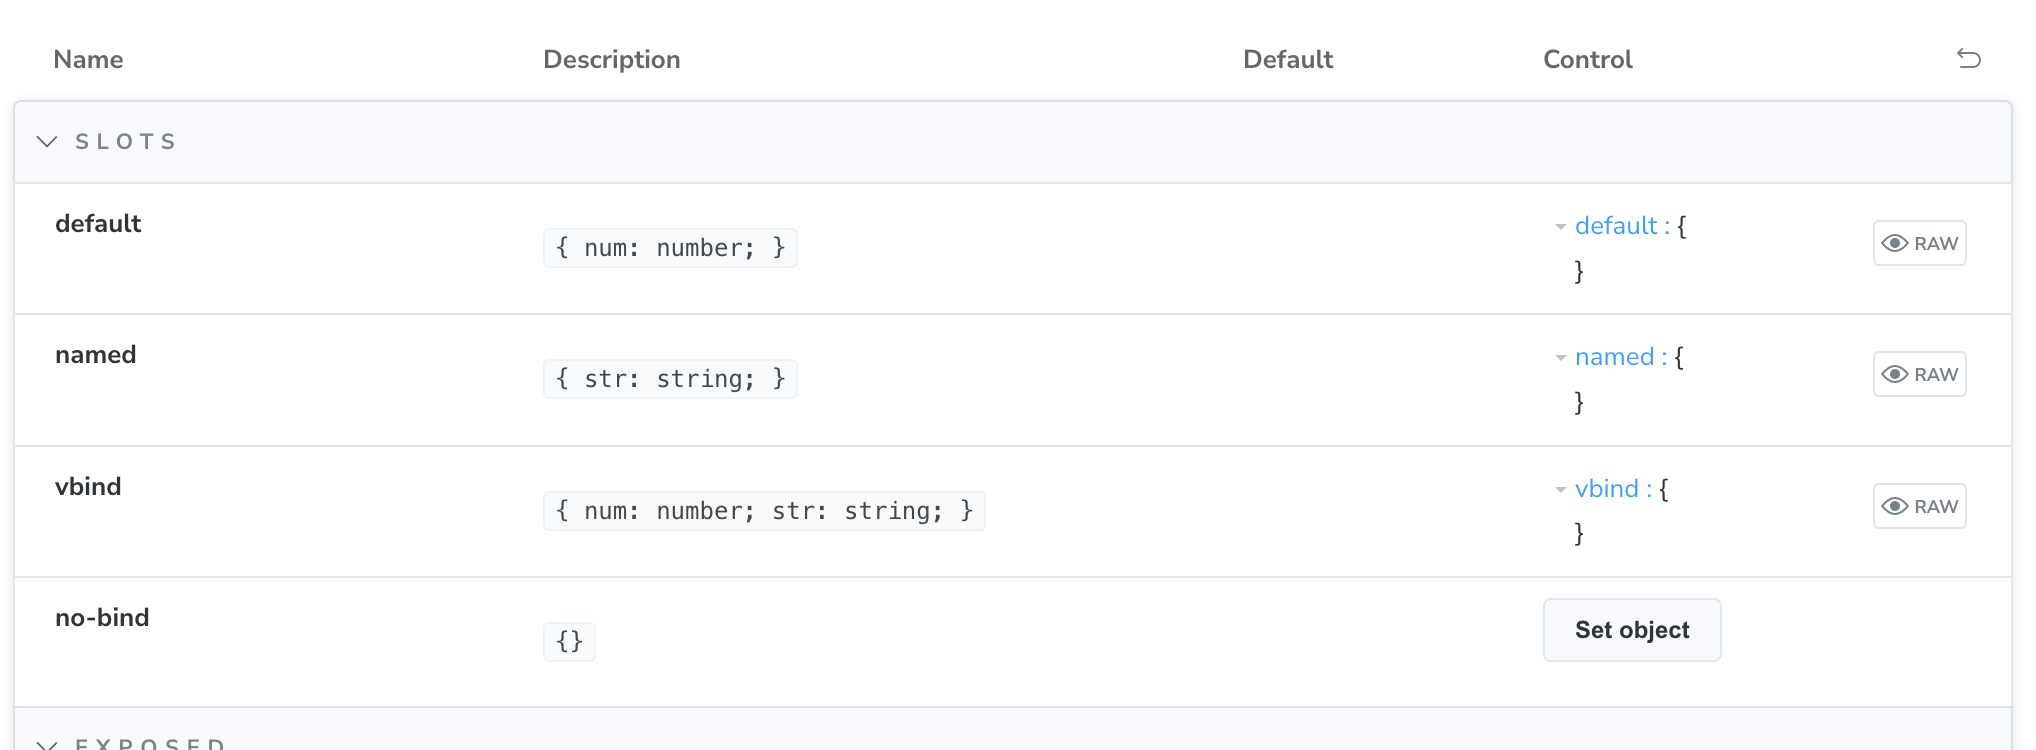 Name Description Default Control
SLOTS
default { num: number; } default : {
} RAW
named { str: string; } named : {
} RAW
vbind { num: number; str: string; } vbind : {
} RAW
no-bind {} Set object
EXPOSED